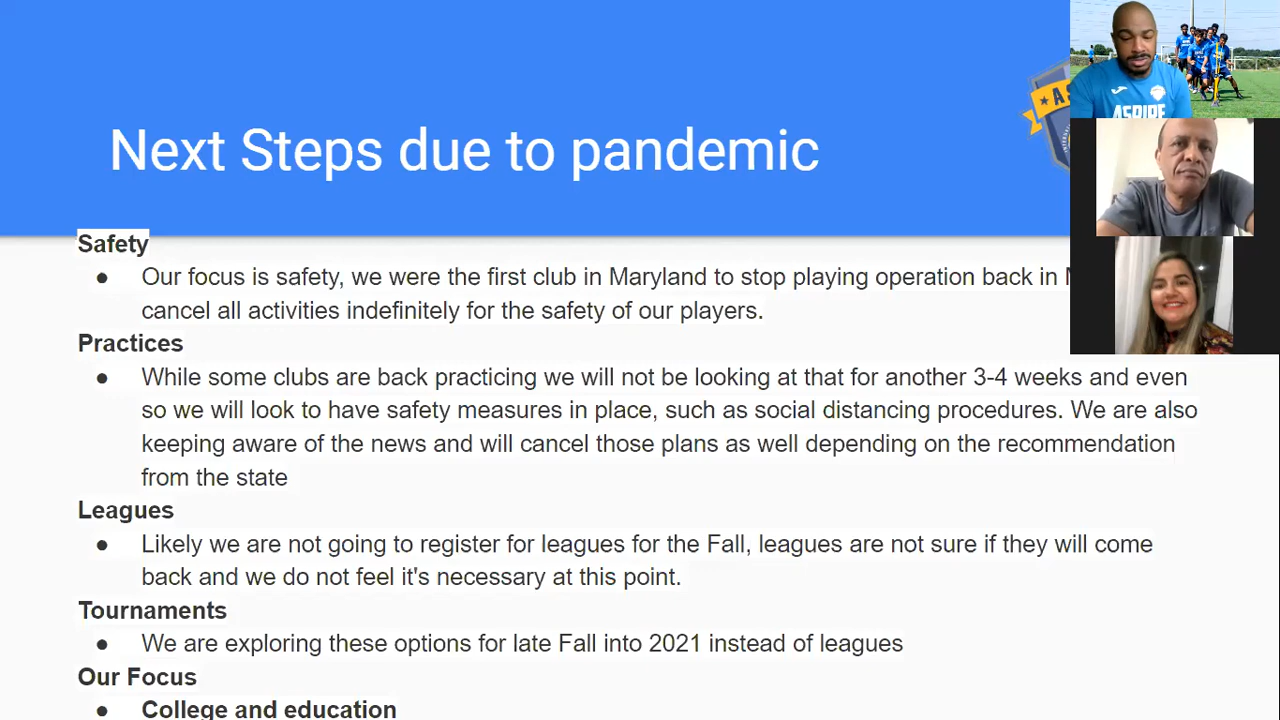 Next Steps due to pandemic
ASPIRE
Safety
● Our focus is safety, we were the first club in Maryland to stop playing operation back in
cancel all activities indefinitely for the safety of our players.
Practices
● While some clubs are back practicing we will not be looking at that for another 3-4 weeks and even
so we will look to have safety measures in place, such as social distancing procedures. We are also
keeping aware of the news and will cancel those plans as well depending on the recommendation
from the state
Leagues
● Likely we are not going to register for leagues for the Fall, leagues are not sure if they will come
back and we do not feel it's necessary at this point.
Tournaments
● We are exploring these options for late Fall into 2021 instead of leagues
Our Focus
● College and education